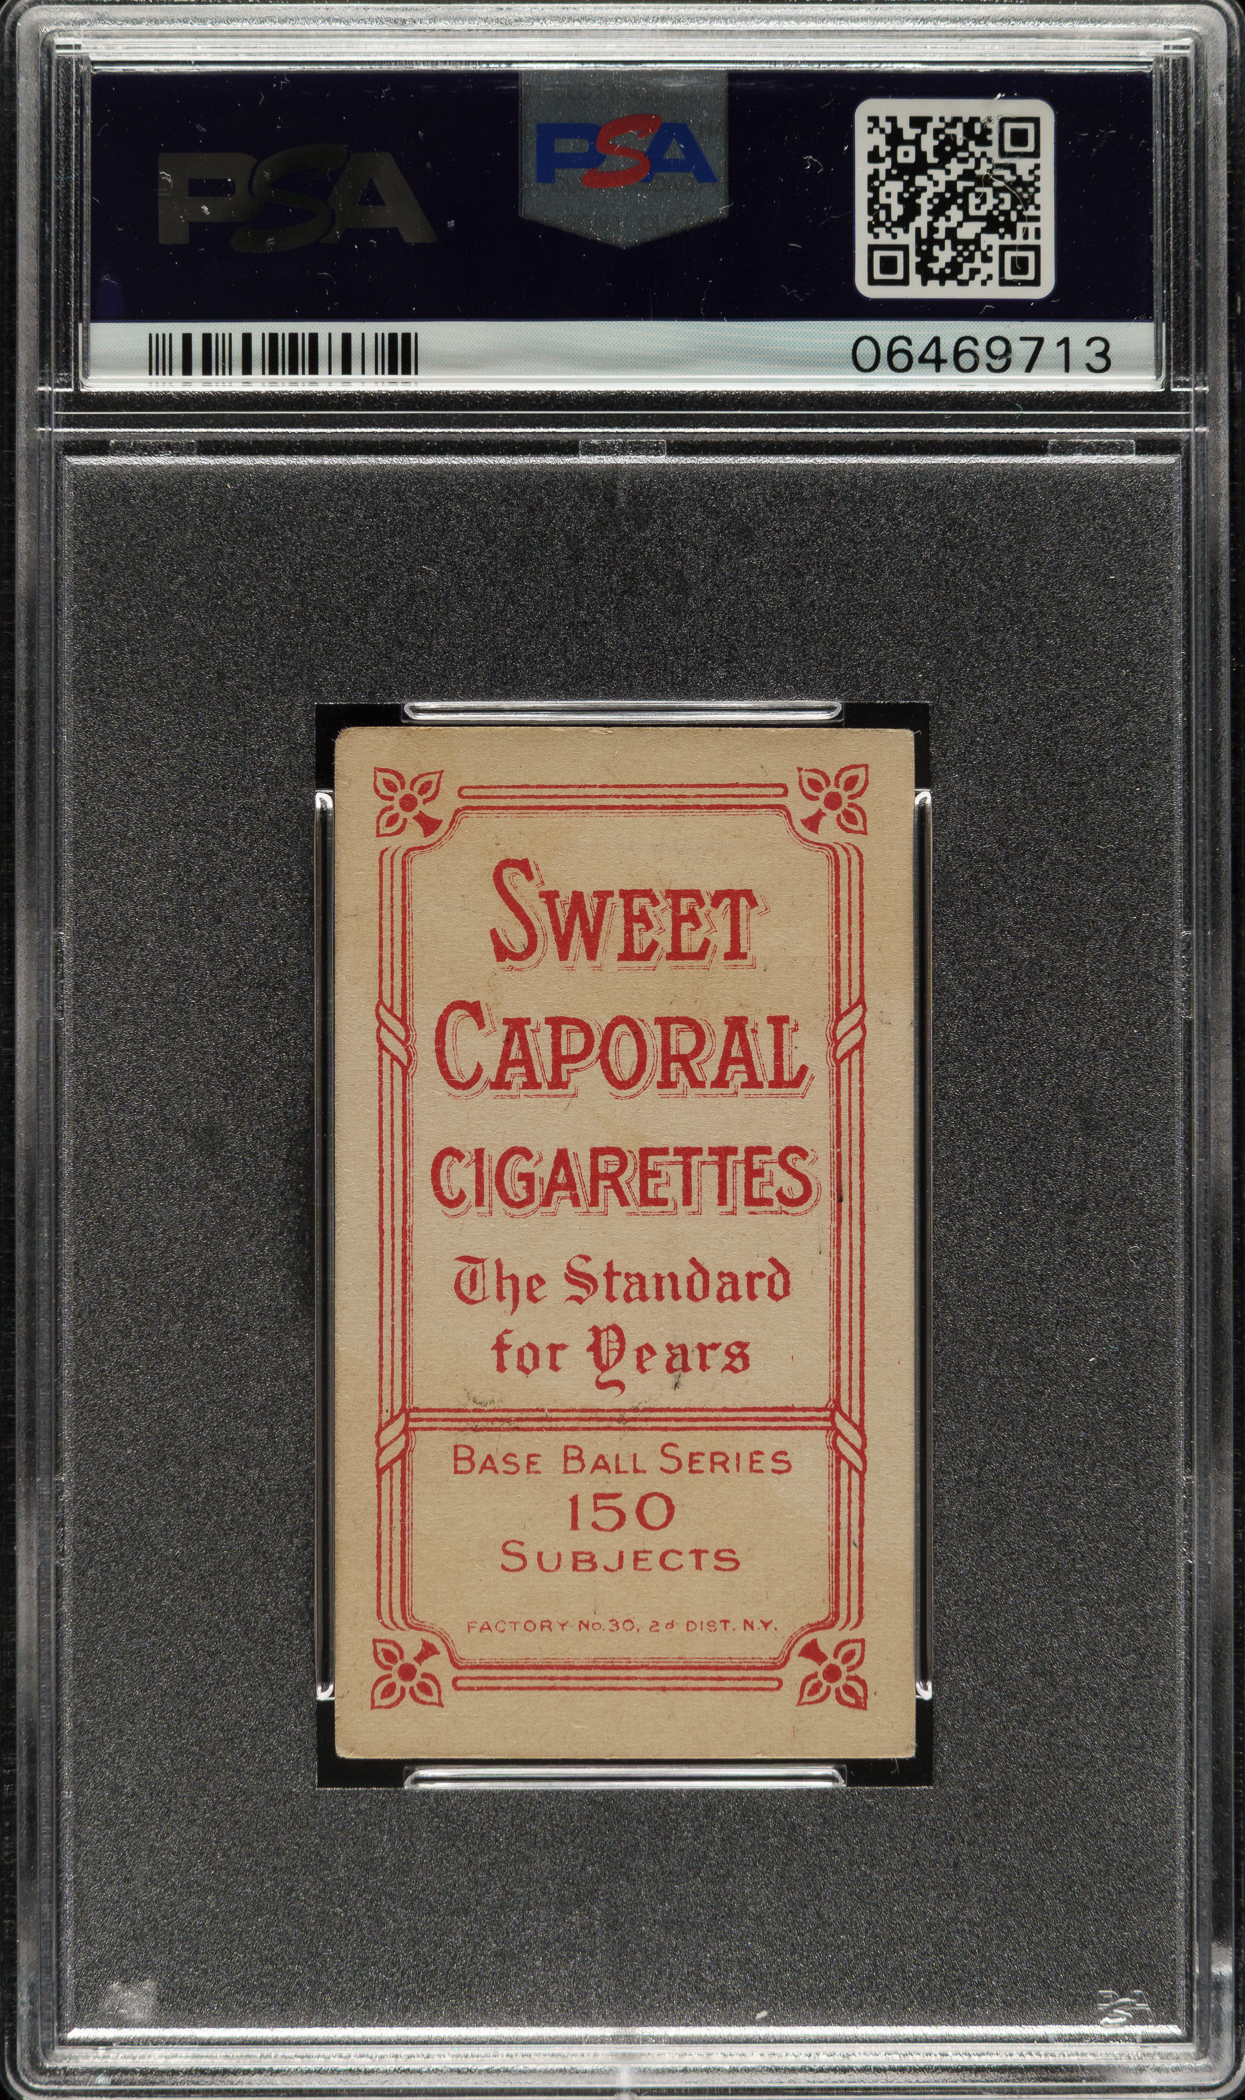 PSA
PSA
06469713
SWEET
CAPORAL
CIGARETTES
The Standard
for Years
BASE BALL SERIES
150
SUBJECTS
FACTORY No. 30, 2d DIST. N.Y.
PSA